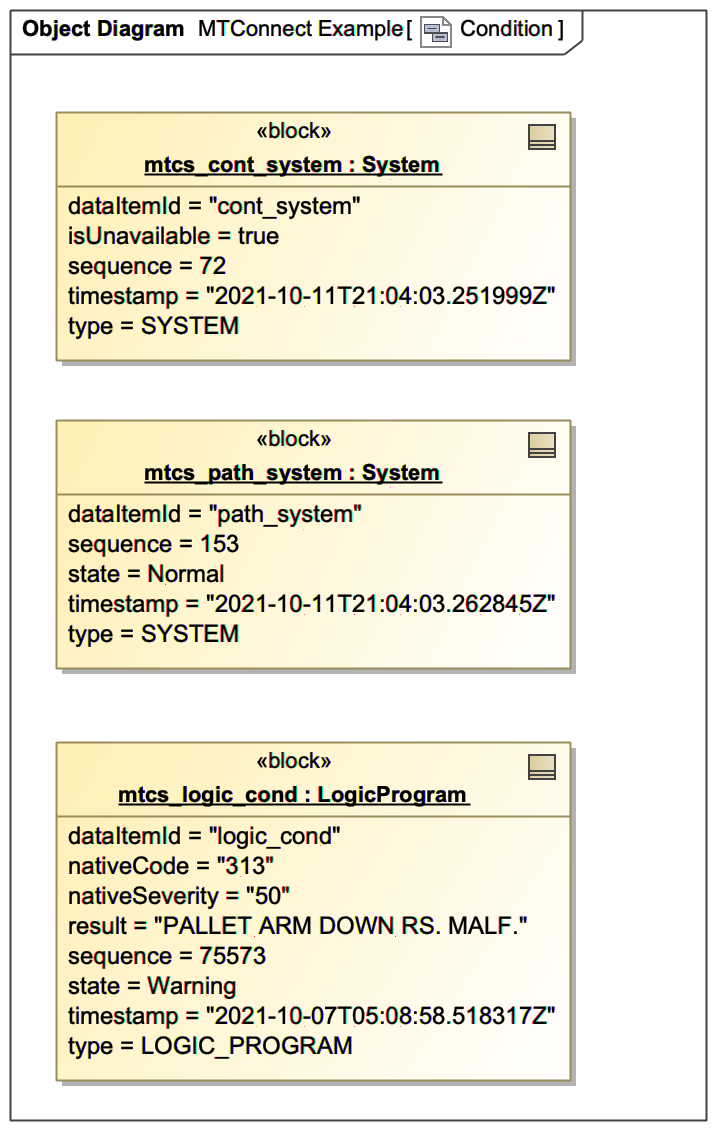 Object Diagram MTConnect Example[ Condition ]
«block»
mtcs_cont_system : System
dataItemId = "cont_system"
isUnavailable = true
sequence = 72
timestamp = "2021-10-11T21:04:03.251999Z"
type = SYSTEM
«block»
mtcs_path_system : System
dataItemId = "path_system"
sequence = 153
state = Normal
timestamp = "2021-10-11T21:04:03.262845Z"
type = SYSTEM
«block»
mtcs_logic_cond : LogicProgram
dataItemId = "logic_cond"
nativeCode = "313"
nativeSeverity = "50"
result = "PALLET ARM DOWN RS. MALF."
sequence = 75573
state = Warning
timestamp = "2021-10-07T05:08:58.518317Z"
type = LOGIC_PROGRAM